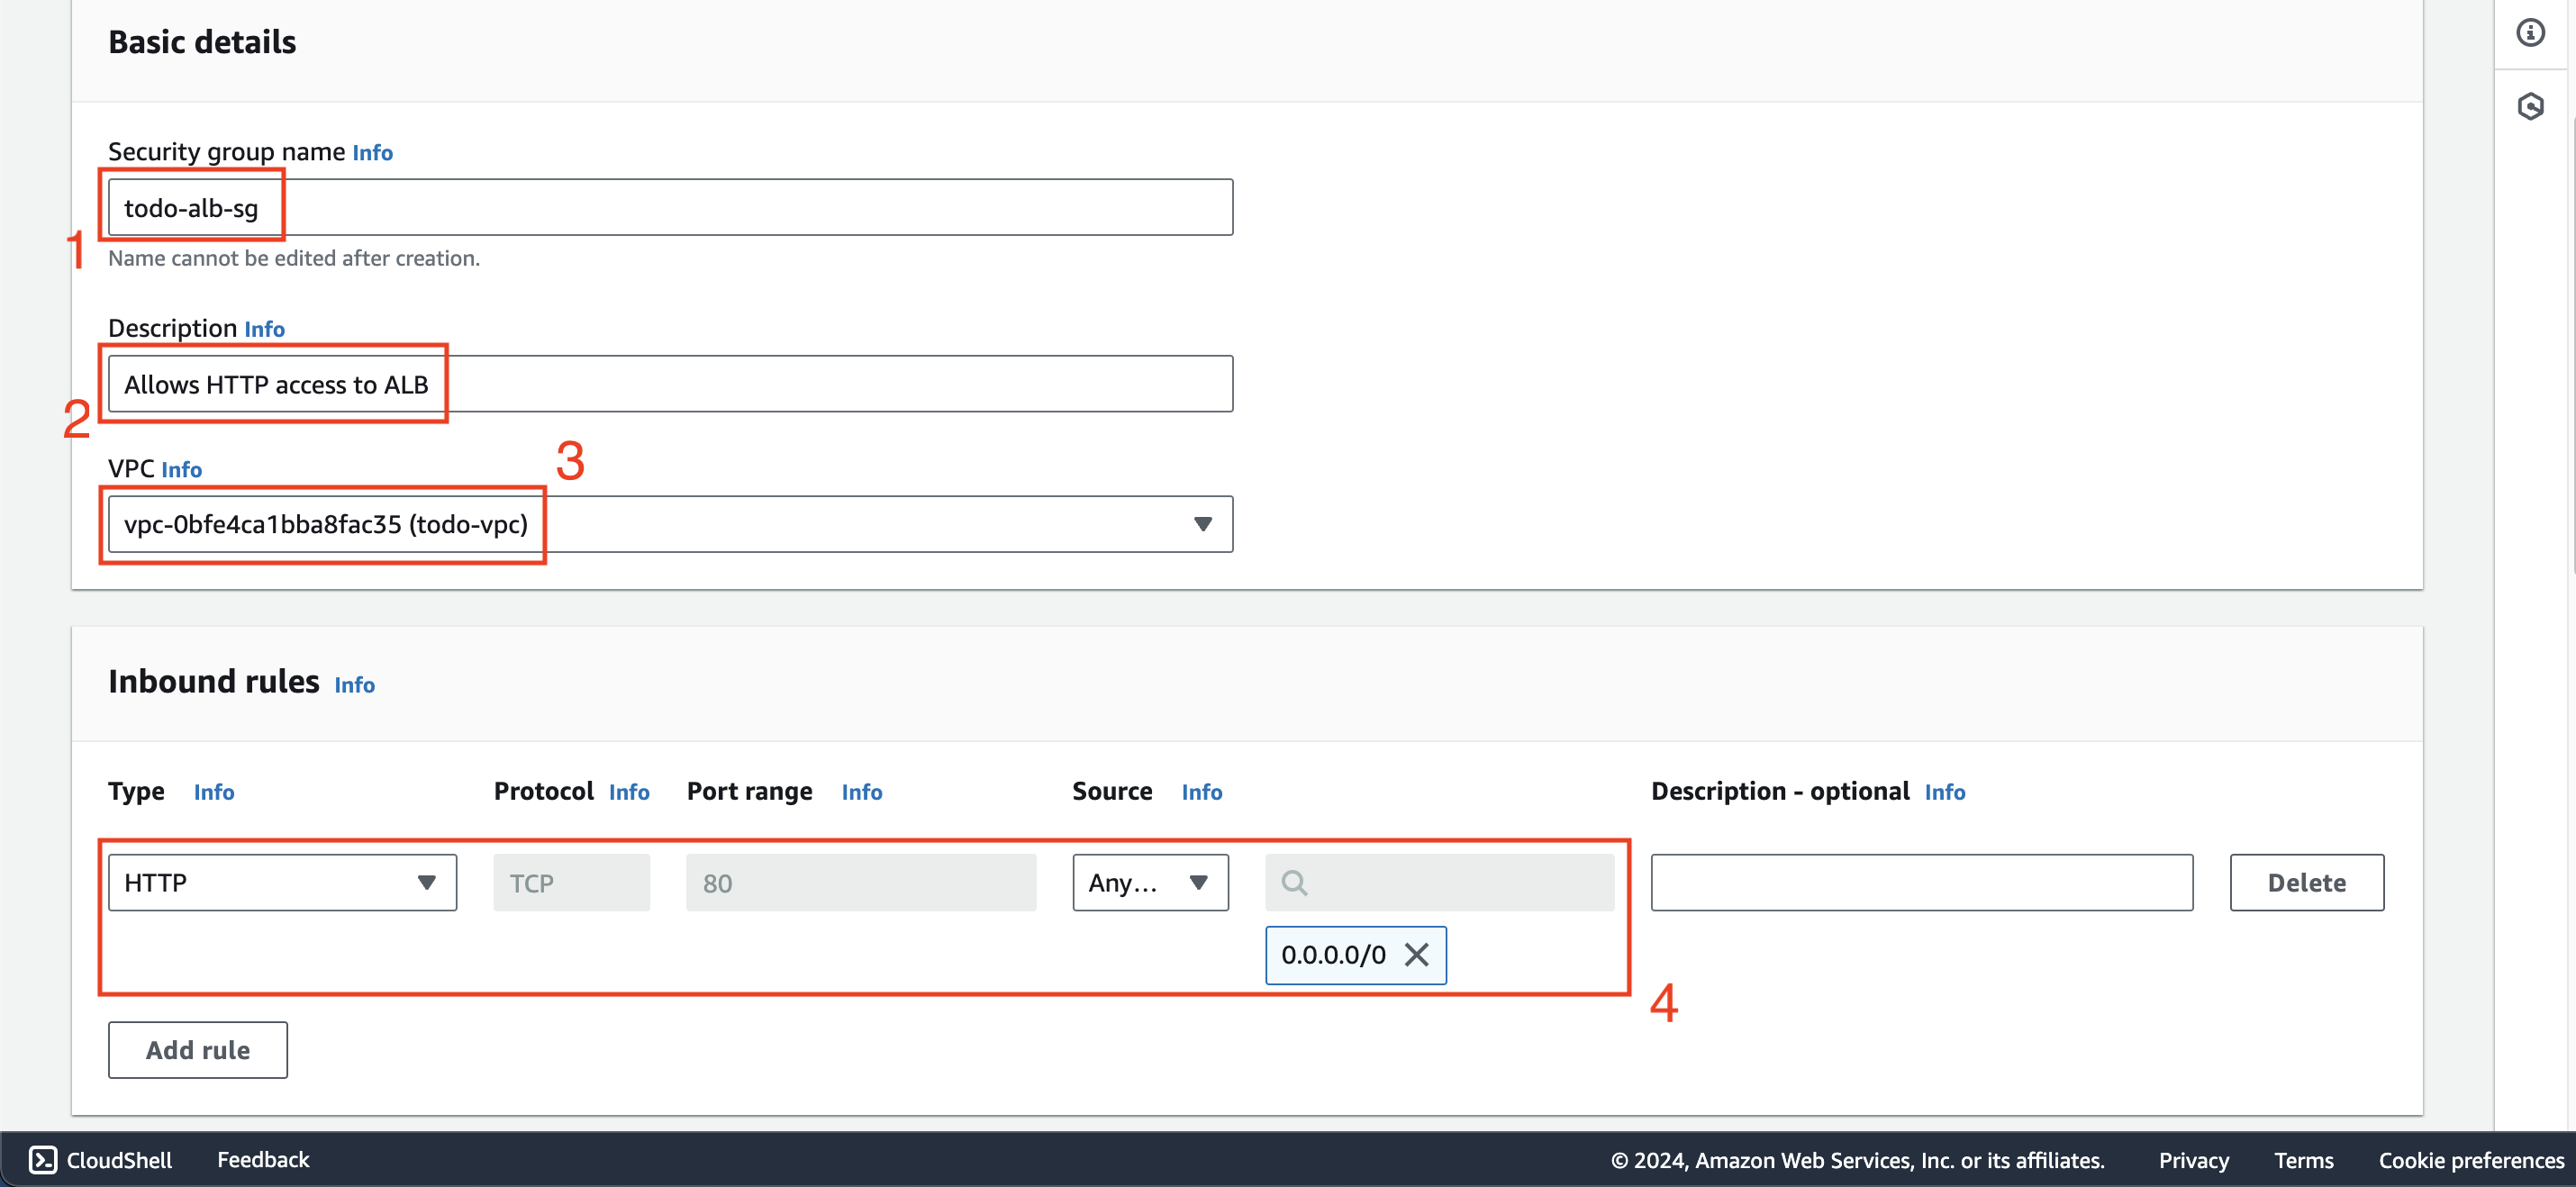 Basic details
Security group name Info
todo-alb-sg
1
Name cannot be edited after creation.
Description Info
Allows HTTP access to ALB
2
VPC Info
3
vpc-0bfe4ca1bba8fac35 (todo-vpc)
Inbound rules Info
Type Info Protocol Info Port range Info Source Info Description - optional Info
HTTP TCP 80 Any... Delete
0.0.0.0/0
4
Add rule
CloudShell Feedback © 2024, Amazon Web Services, Inc. or its affiliates. Privacy Terms Cookie preferences